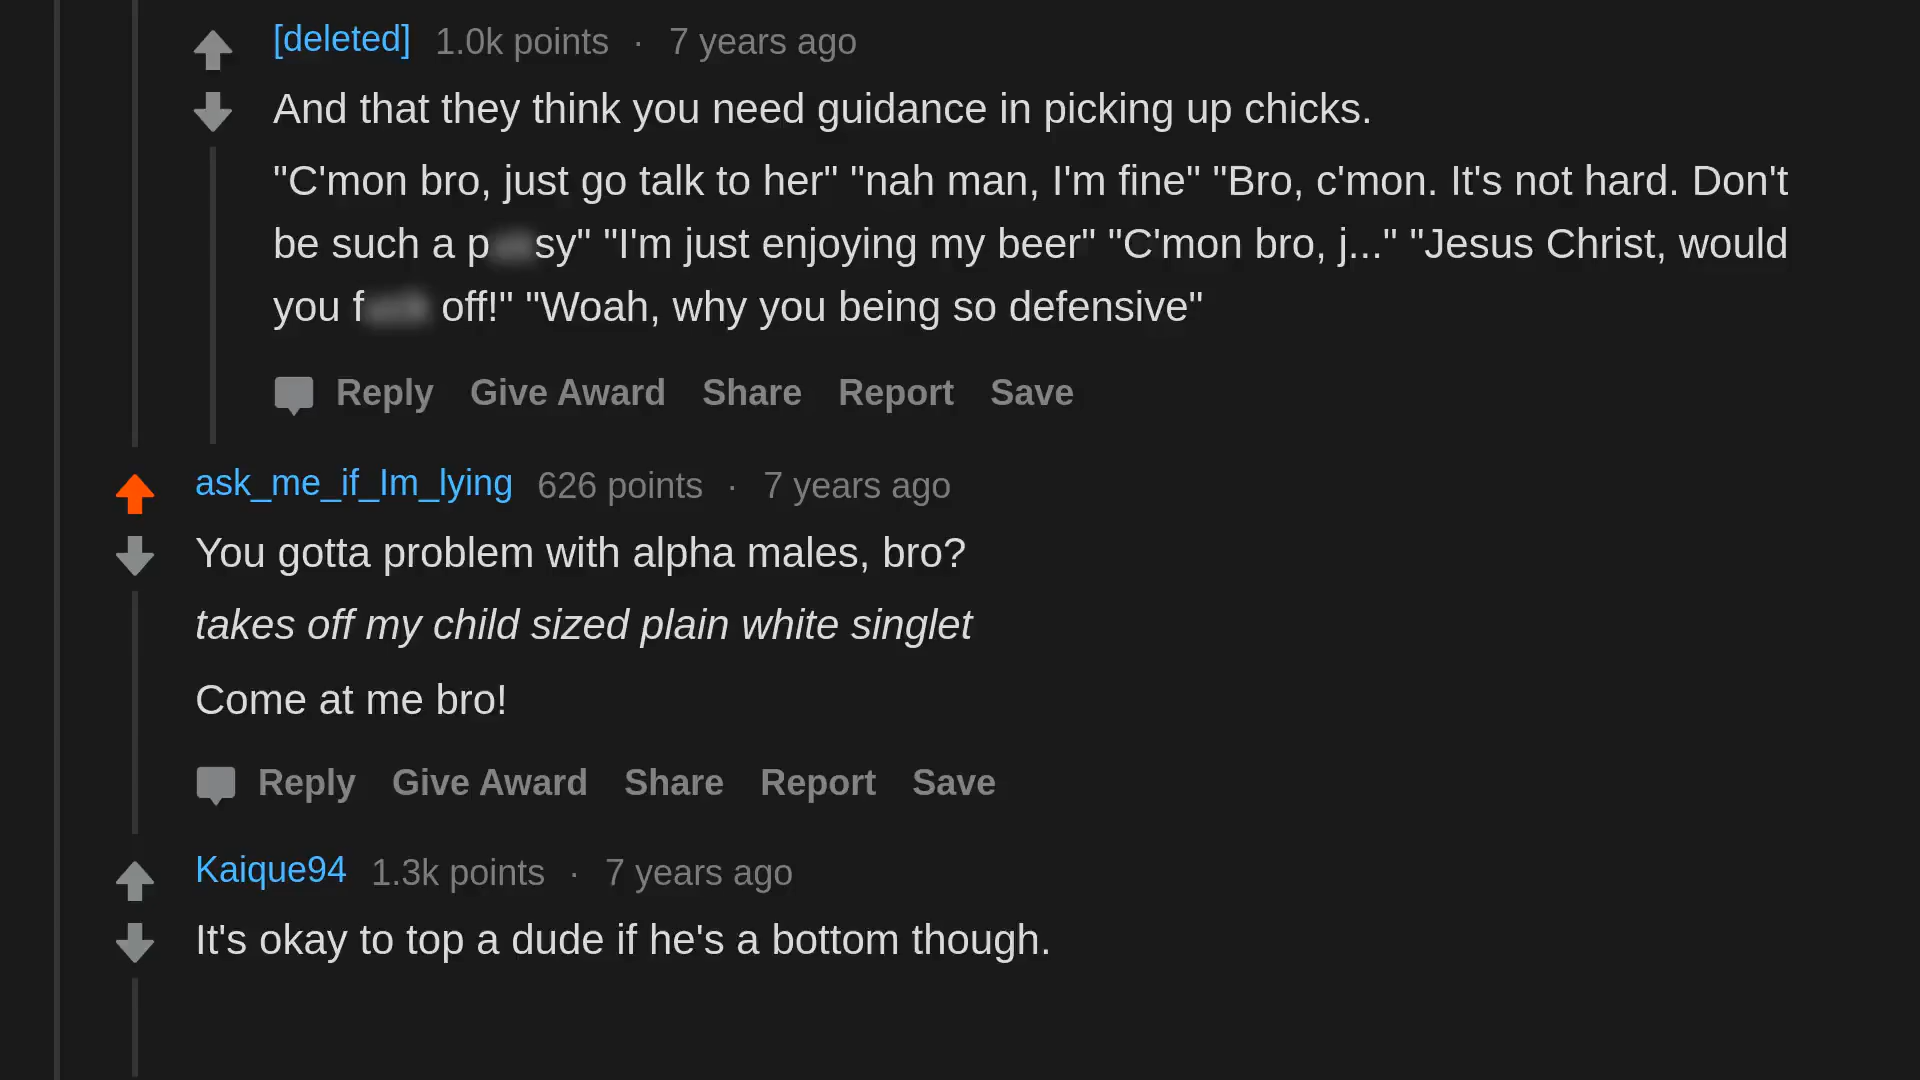 [deleted] 1.0k points · 7 years ago
And that they think you need guidance in picking up chicks.
"C'mon bro, just go talk to her" "nah man, I'm fine" "Bro, c'mon. It's not hard. Don't
be such a p sy" "I'm just enjoying my beer" "C'mon bro, j..." "Jesus Christ, would
you f off!" "Woah, why you being so defensive"
Reply Give Award Share Report Save
ask_me_if_Im_lying 626 points · 7 years ago
You gotta problem with alpha males, bro?
takes off my child sized plain white singlet
Come at me bro!
Reply Give Award Share Report Save
Kaique94 1.3k points · 7 years ago
It's okay to top a dude if he's a bottom though.